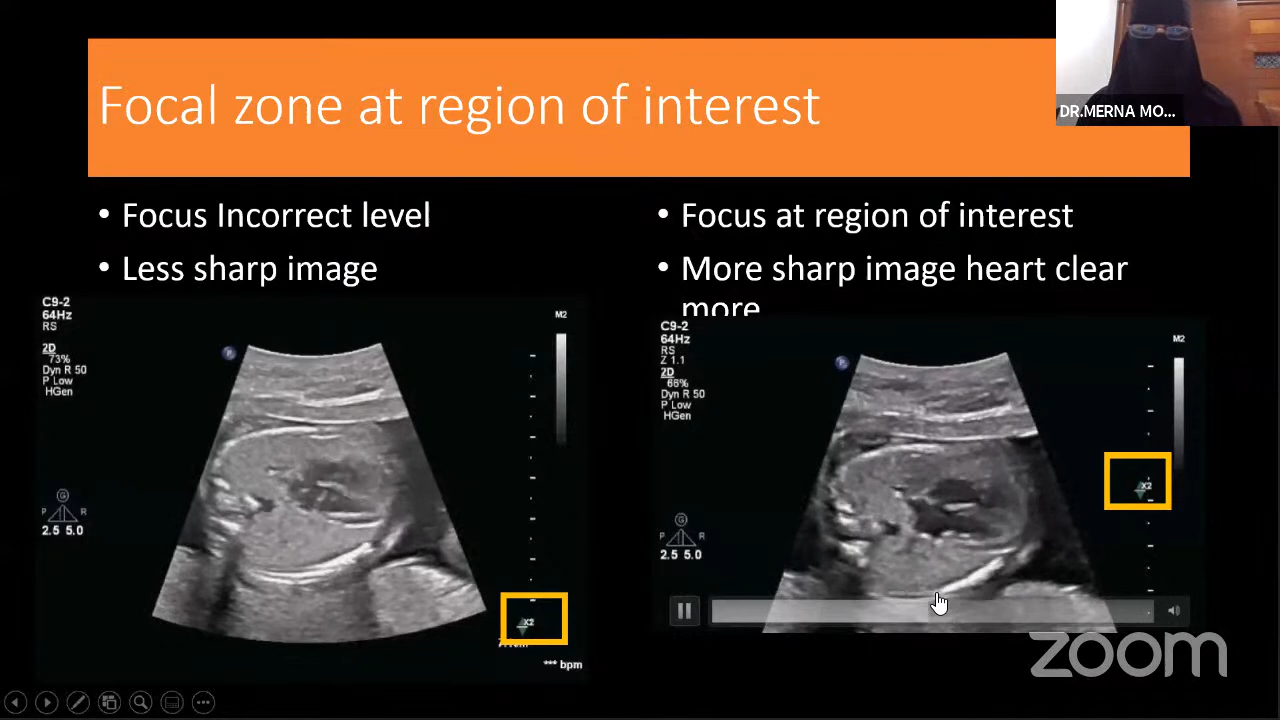 Focal zone at region of interest
DR.MERNA MO...
• Focus Incorrect level
• Less sharp image
• Focus at region of interest
• More sharp image heart clear
more
C9-2
64Hz
RS
2D
73%
Dyn R 50
P Low
HGen
M2
G
P R
2.5 5.0
X2
*** bpm
C9-2
64Hz
RS
Z 1.1
2D
66%
Dyn R 50
P Low
HGen
M2
G
P R
2.5 5.0
X2
zoom